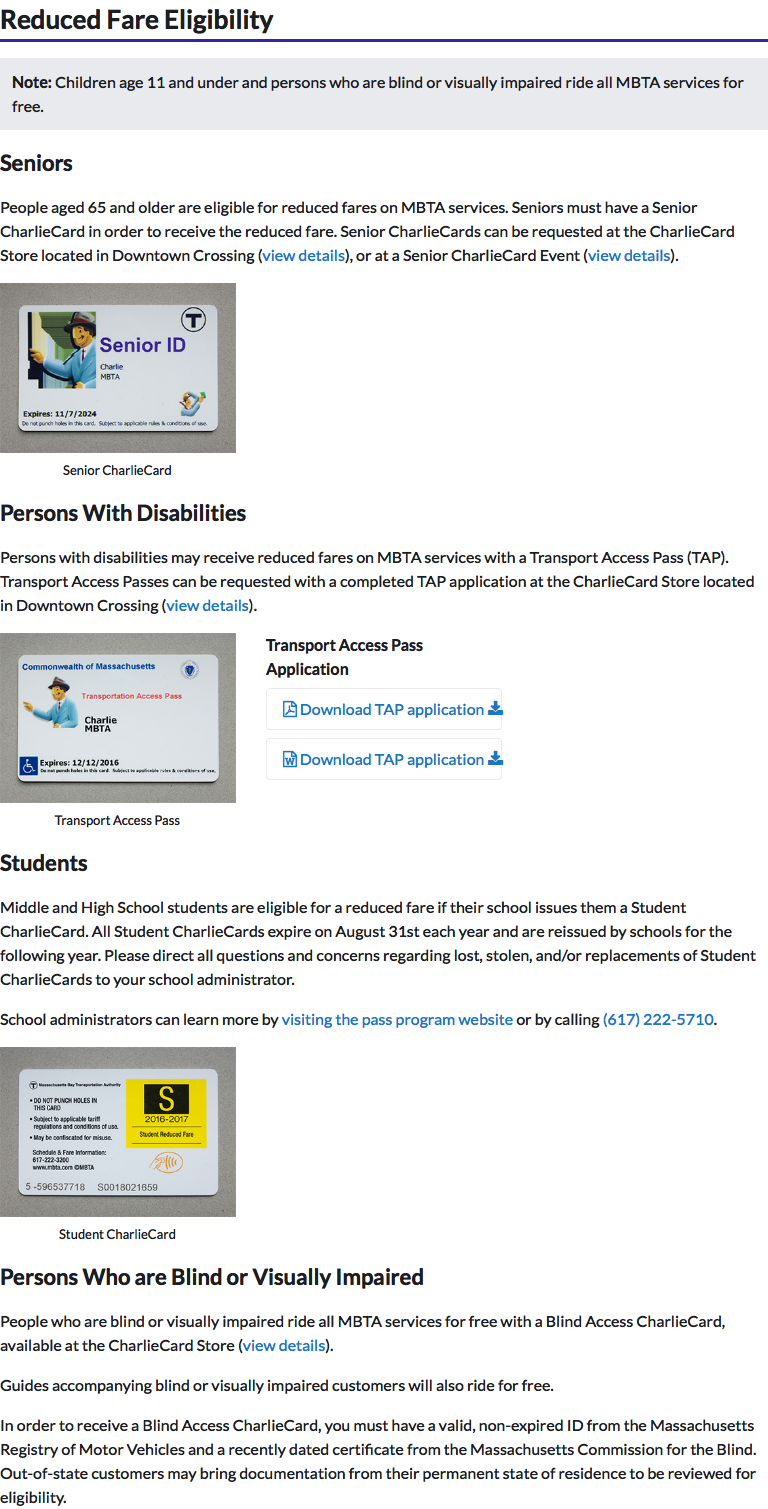 Reduced Fare Eligibility
Note: Children age 11 and under and persons who are blind or visually impaired ride all MBTA services for
free.
Seniors
People aged 65 and older are eligible for reduced fares on MBTA services. Seniors must have a Senior
CharlieCard in order to receive the reduced fare. Senior CharlieCards can be requested at the CharlieCard
Store located in Downtown Crossing (view details), or at a Senior CharlieCard Event (view details).
T
Senior ID
Charlie
MBTA
Expires: 11/7/2024
Do not punch holes in this card. Subject to applicable rules & conditions of use.
Senior CharlieCard
Persons With Disabilities
Persons with disabilities may receive reduced fares on MBTA services with a Transport Access Pass (TAP).
Transport Access Passes can be requested with a completed TAP application at the CharlieCard Store located
in Downtown Crossing (view details).
Commonwealth of Massachusetts
Transportation Access Pass
Charlie
MBTA
Expires: 12/12/2016
Do not punch holes in this card. Subject to applicable rules & conditions of use.
Transport Access Pass
Transport Access Pass
Application
Download TAP application
Download TAP application
Students
Middle and High School students are eligible for a reduced fare if their school issues them a Student
CharlieCard. All Student CharlieCards expire on August 31st each year and are reissued by schools for the
following year. Please direct all questions and concerns regarding lost, stolen, and/or replacements of Student
CharlieCards to your school administrator.
School administrators can learn more by visiting the pass program website or by calling (617) 222-5710.
T Massachusetts Bay Transportation Authority
• DO NOT PUNCH HOLES IN
THIS CARD
• Subject to applicable tariff
regulations and conditions of use.
• May be confiscated for misuse.
Schedule & Fare Information:
617-222-3200
www.mbta.com ©MBTA
S
2016-2017
Student Reduced Fare
5 -596537718 S0018021659
Student CharlieCard
Persons Who are Blind or Visually Impaired
People who are blind or visually impaired ride all MBTA services for free with a Blind Access CharlieCard,
available at the CharlieCard Store (view details).
Guides accompanying blind or visually impaired customers will also ride for free.
In order to receive a Blind Access CharlieCard, you must have a valid, non-expired ID from the Massachusetts
Registry of Motor Vehicles and a recently dated certificate from the Massachusetts Commission for the Blind.
Out-of-state customers may bring documentation from their permanent state of residence to be reviewed for
eligibility.